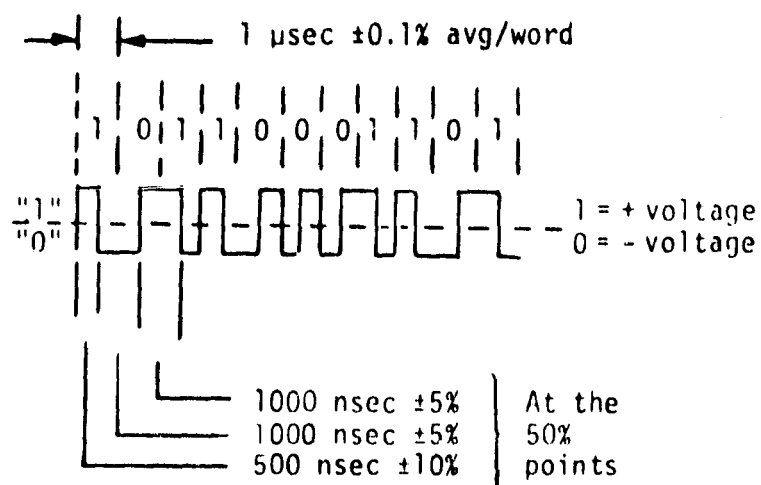 1 µsec ±0.1% avg/word
1 0 1 1 0 0 0 1 1 0 1
"1"
"0"
1 = + voltage
0 = - voltage
1000 nsec ±5%
1000 nsec ±5%
500 nsec ±10%
At the
50%
points